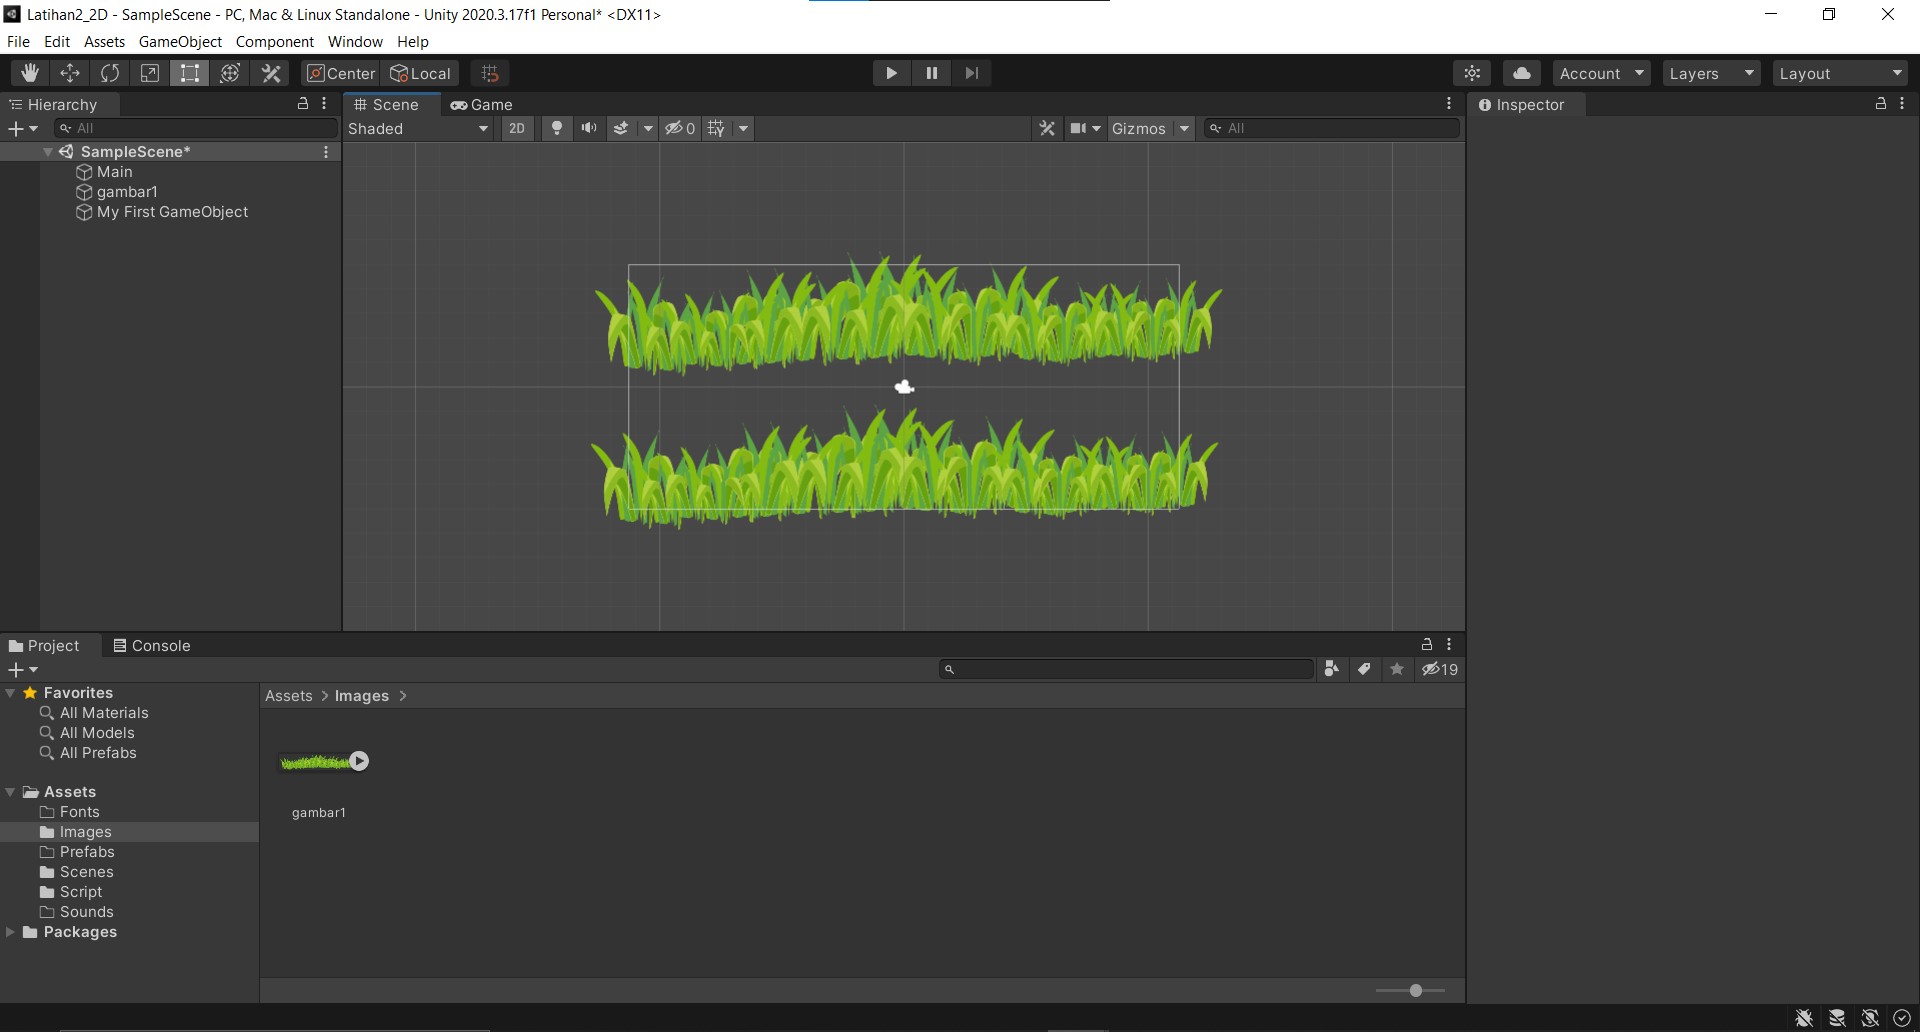 Latihan2_2D - SampleScene - PC, Mac & Linux Standalone - Unity 2020.3.17f1 Personal* <DX11>
File Edit Assets GameObject Component Window Help
Center Local Account Layers Layout
Hierarchy
All
SampleScene*
Main
gambar1
My First GameObject
Scene Game
Shaded 2D 0 Gizmos All
Inspector
Project Console
19
Favorites
All Materials
All Models
All Prefabs
Assets
Fonts
Images
Prefabs
Scenes
Script
Sounds
Packages
Assets > Images >
gambar1